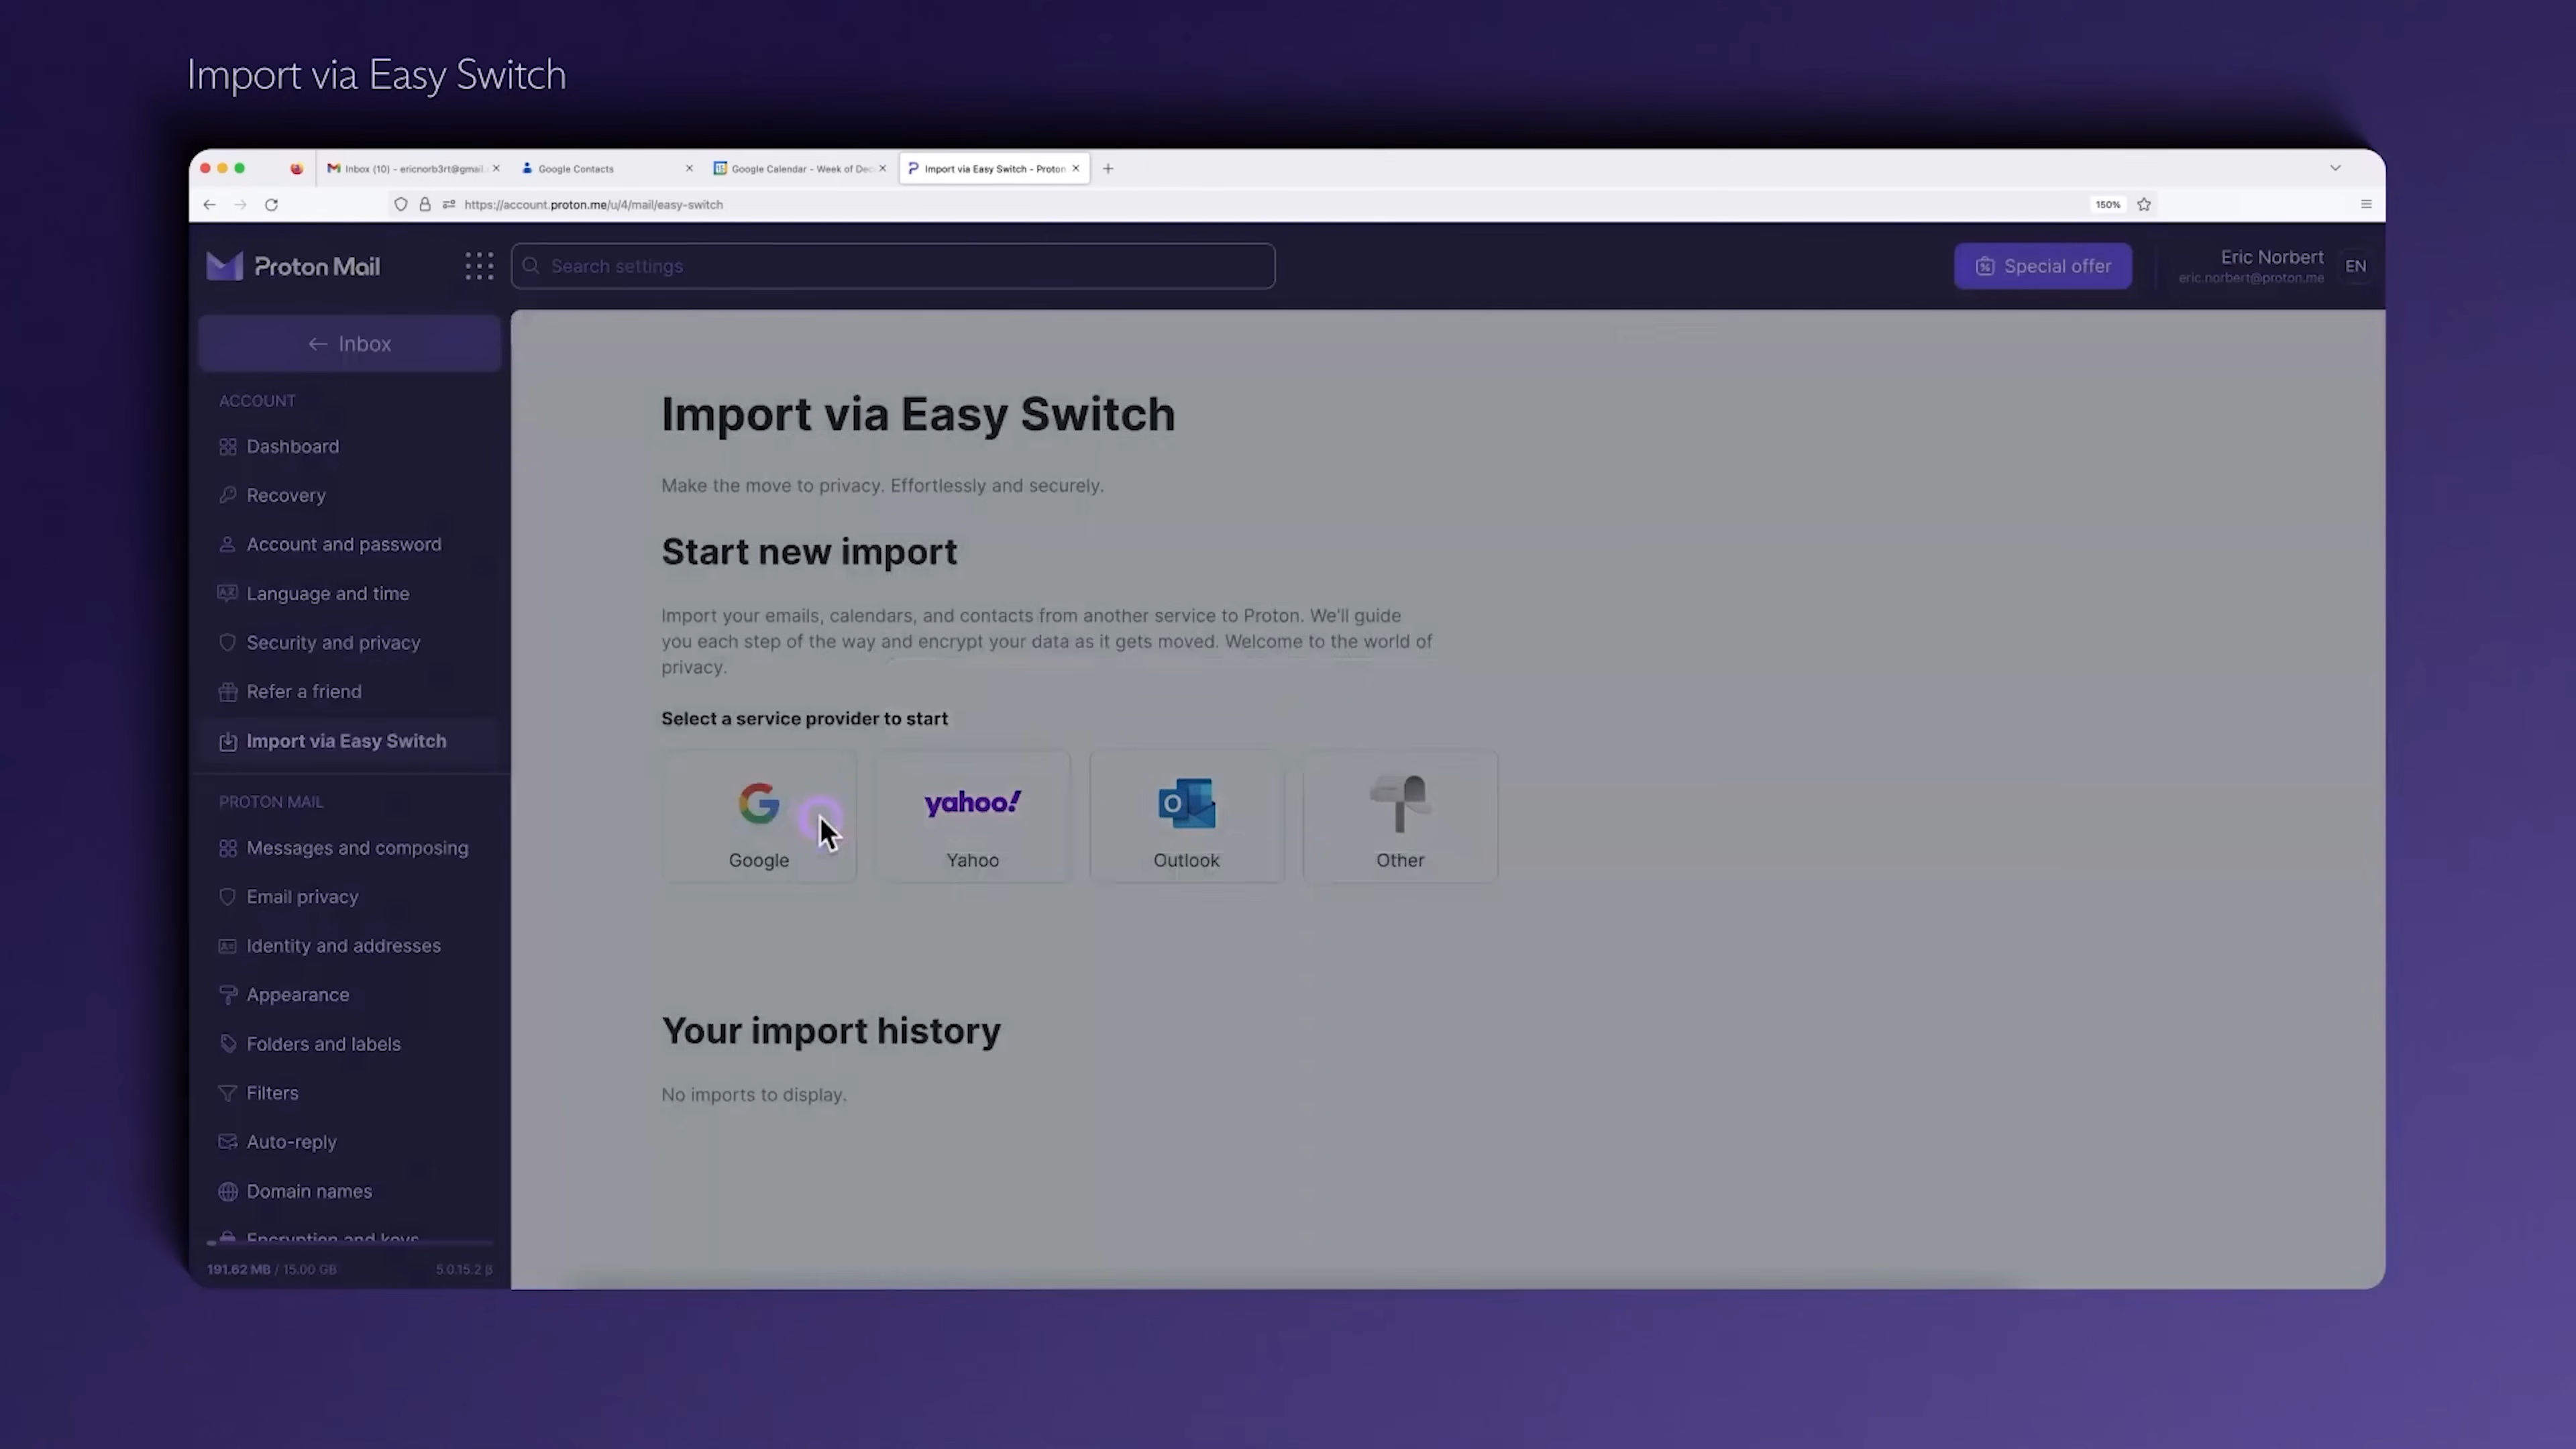 Import via Easy Switch
Inbox (10) - ericnorb3rt@gmail
Google Contacts
Google Calendar - Week of Dec
Import via Easy Switch - Proton
https://account.proton.me/u/4/mail/easy-switch
150%
Proton Mail
Search settings
Special offer
Eric Norbert
eric.norbert@proton.me
EN
Inbox
ACCOUNT
Dashboard
Recovery
Account and password
Language and time
Security and privacy
Refer a friend
Import via Easy Switch
PROTON MAIL
Messages and composing
Email privacy
Identity and addresses
Appearance
Folders and labels
Filters
Auto-reply
Domain names
Encryption and keys
191.62 MB / 15.00 GB
5.0.15.2 β
Import via Easy Switch
Make the move to privacy. Effortlessly and securely.
Start new import
Import your emails, calendars, and contacts from another service to Proton. We'll guide
you each step of the way and encrypt your data as it gets moved. Welcome to the world of
privacy.
Select a service provider to start
Google
yahoo!
Yahoo
Outlook
Other
Your import history
No imports to display.